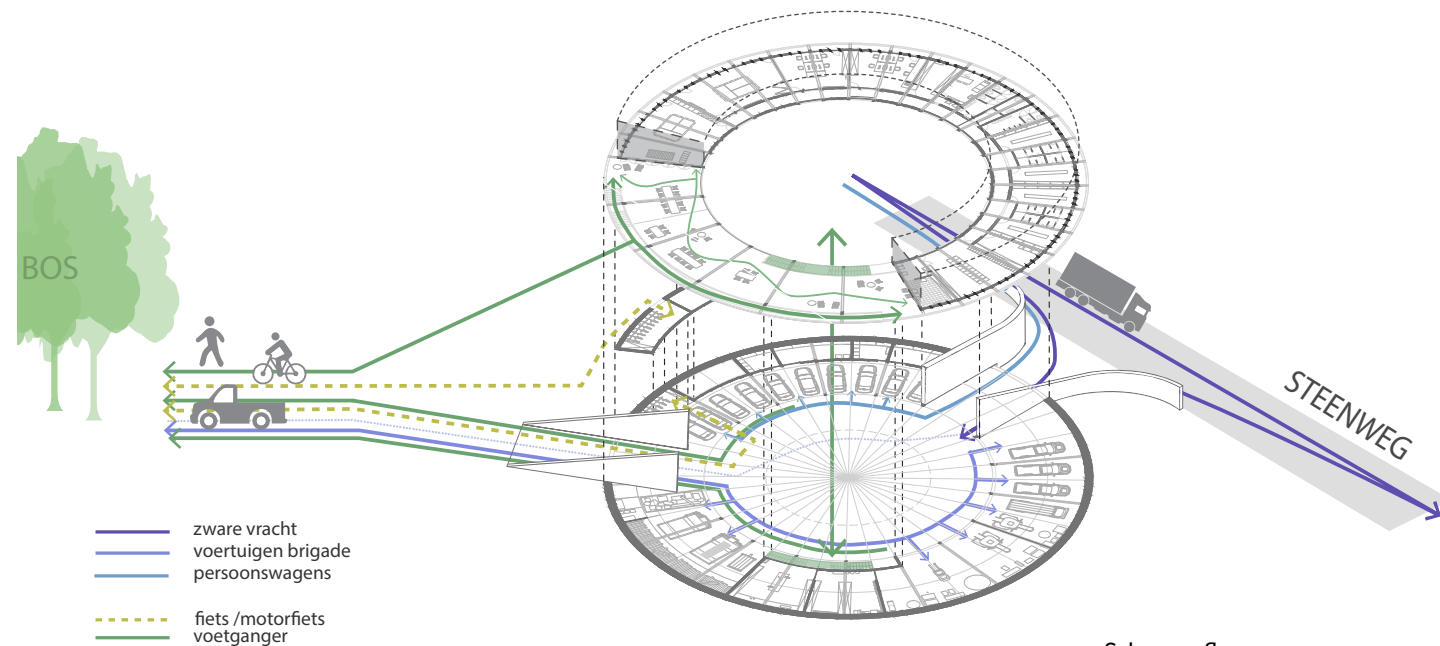 BOS
STEENWEG
zware vracht
voertuigen brigade
persoonswagens
fiets /motorfiets
voetganger